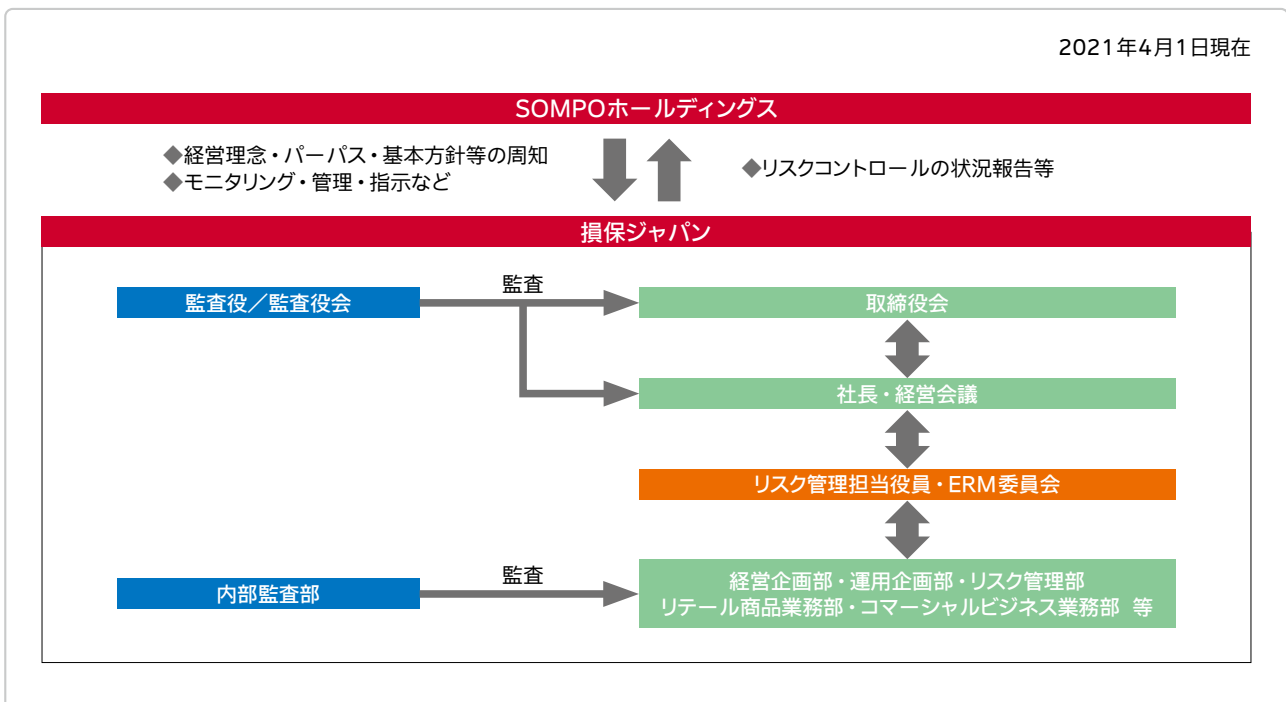 2021年4月1日現在
SOMPOホールディングス
◆経営理念・パーパス・基本方針等の周知
◆モニタリング・管理・指示など
◆リスクコントロールの状況報告等
損保ジャパン
監査役／監査役会
監査
取締役会
社長・経営会議
リスク管理担当役員・ERM委員会
内部監査部
監査
経営企画部・運用企画部・リスク管理部
リテール商品業務部・コマーシャルビジネス業務部 等